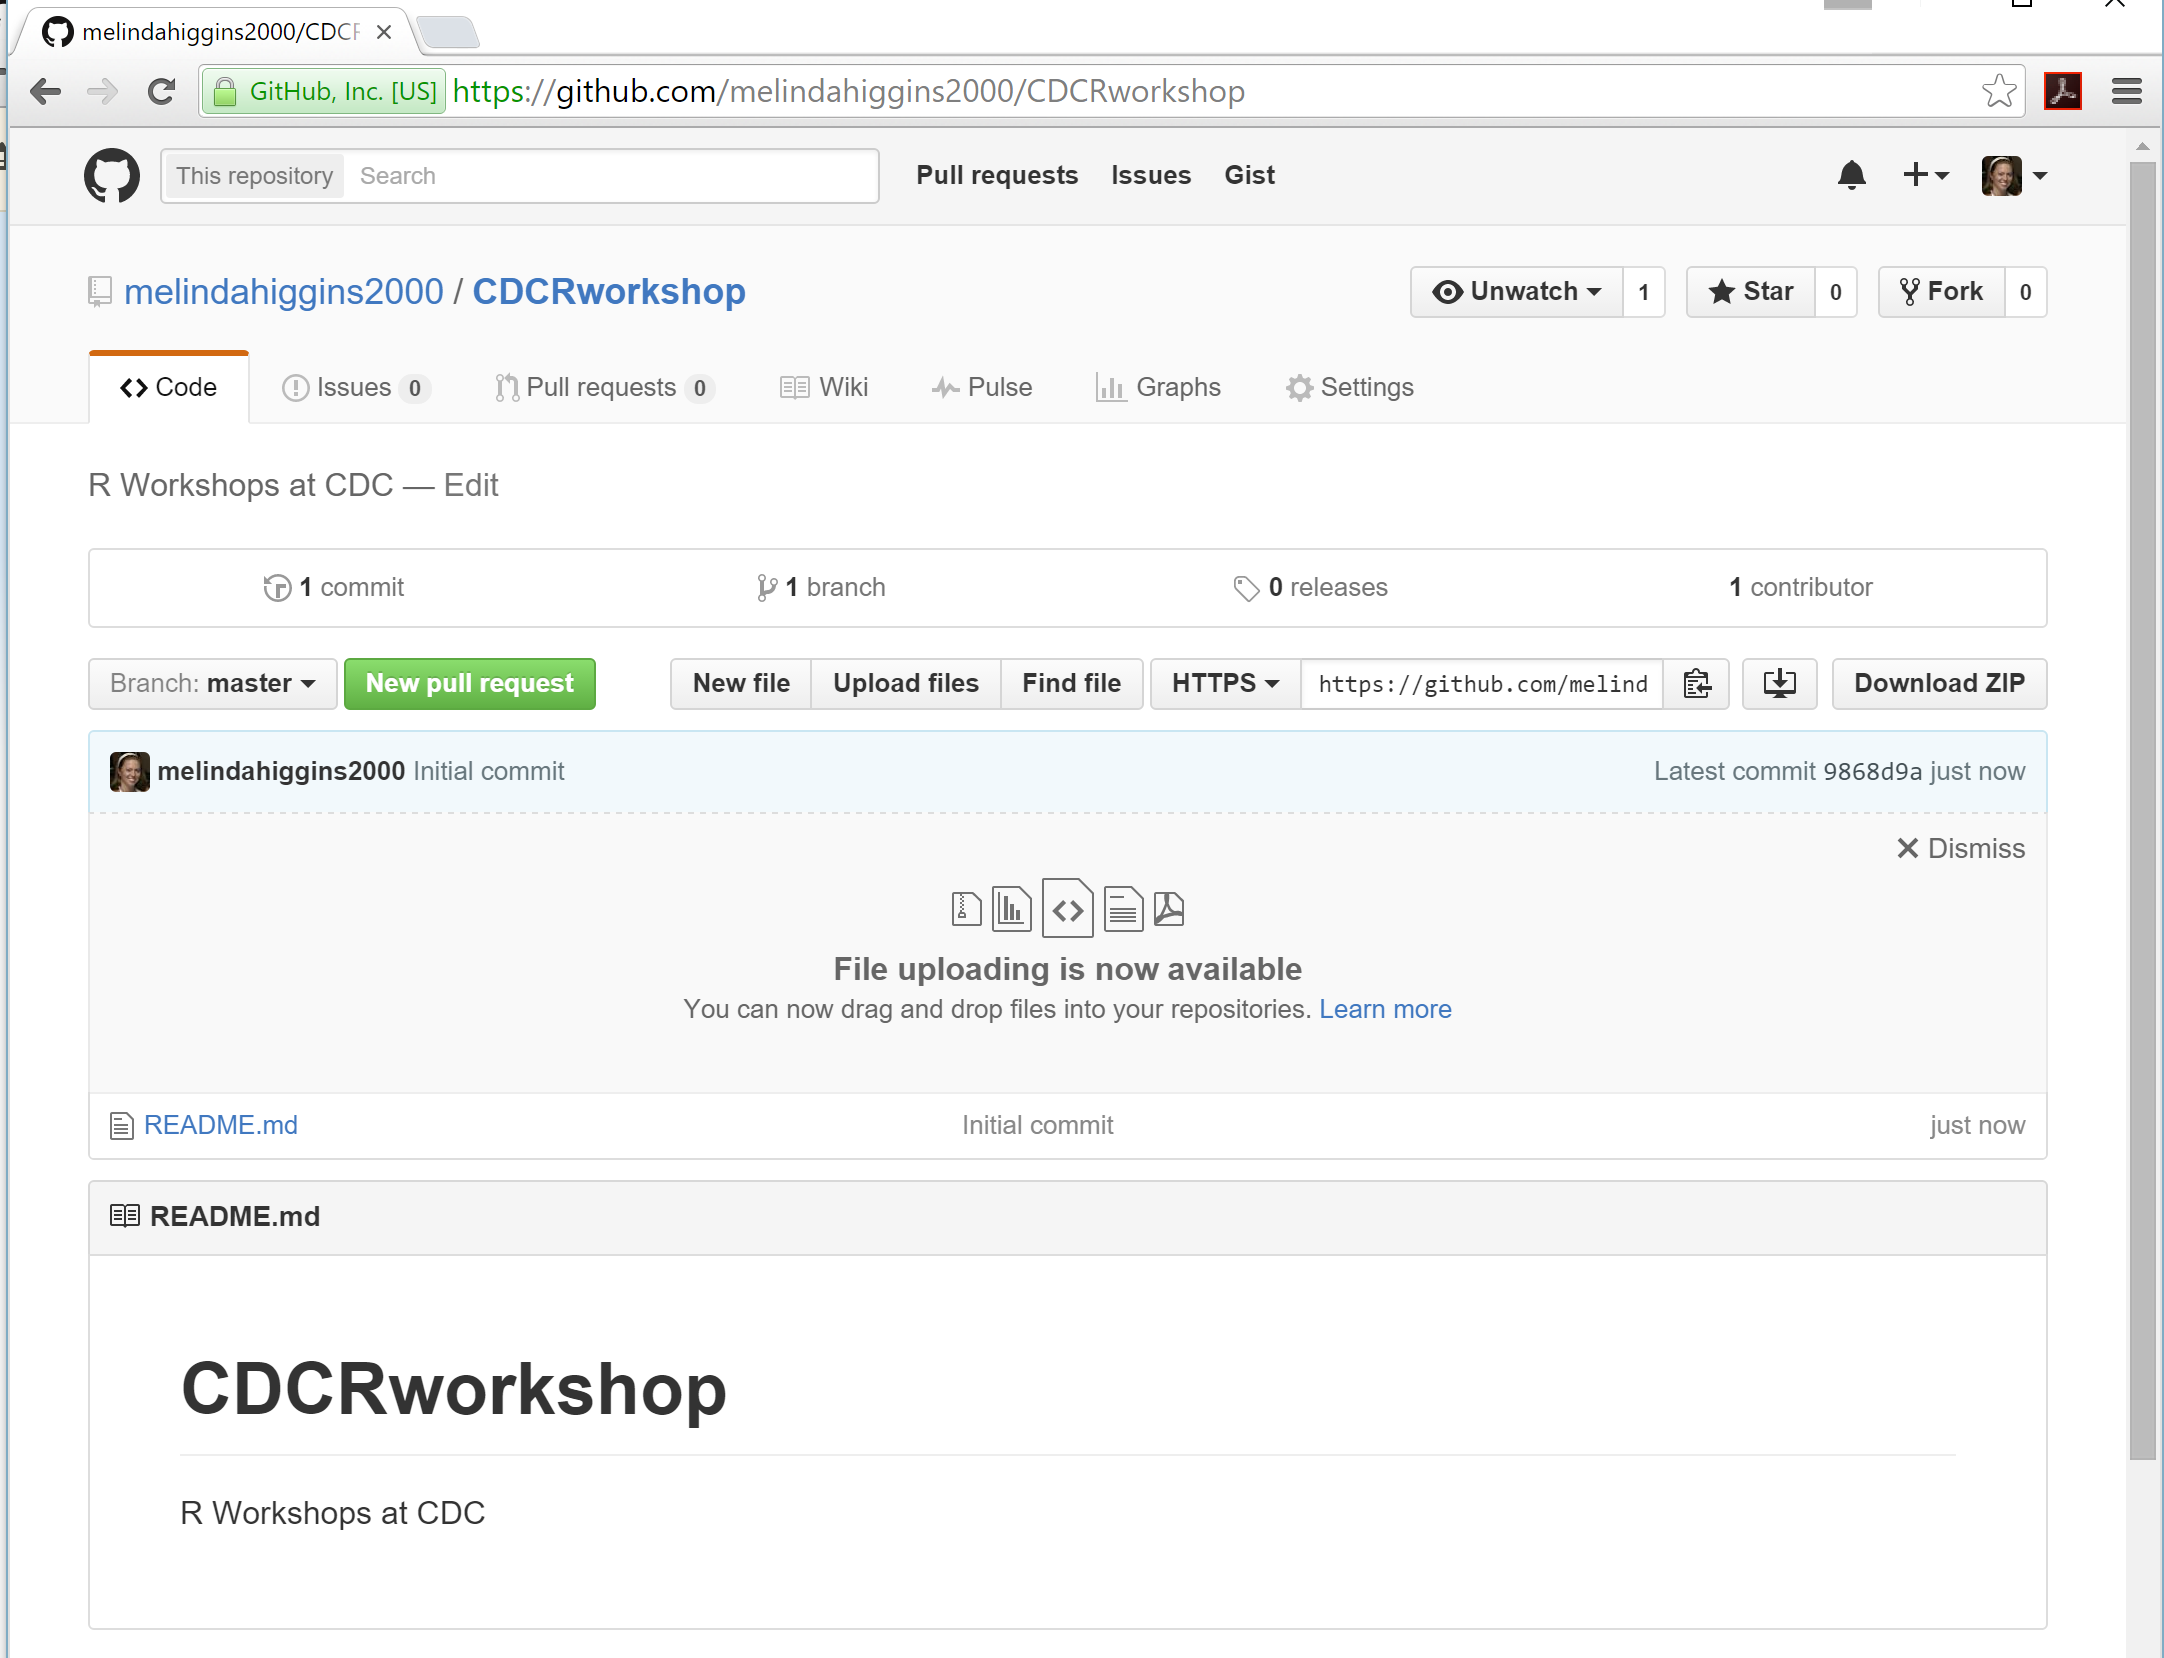 melindahiggins2000/CDCR
GitHub, Inc. [US] https://github.com/melindahiggins2000/CDCRworkshop
This repository Search Pull requests Issues Gist
melindahiggins2000 / CDCRworkshop Unwatch 1 Star 0 Fork 0
Code Issues 0 Pull requests 0 Wiki Pulse Graphs Settings
R Workshops at CDC — Edit
1 commit 1 branch 0 releases 1 contributor
Branch: master New pull request New file Upload files Find file HTTPS https://github.com/melind Download ZIP
melindahiggins2000 Initial commit Latest commit 9868d9a just now
Dismiss
File uploading is now available
You can now drag and drop files into your repositories. Learn more
README.md Initial commit just now
README.md
CDCRworkshop
R Workshops at CDC